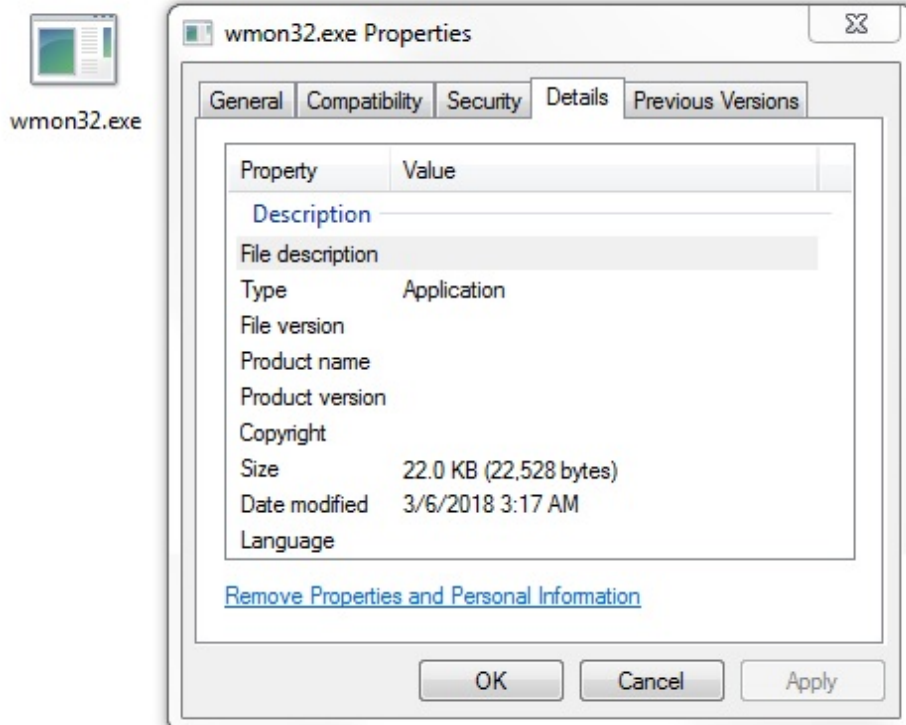 wmon32.exe
wmon32.exe Properties
General Compatibility Security Details Previous Versions
Property Value
Description
File description
Type Application
File version
Product name
Product version
Copyright
Size 22.0 KB (22,528 bytes)
Date modified 3/6/2018 3:17 AM
Language
Remove Properties and Personal Information
OK Cancel Apply